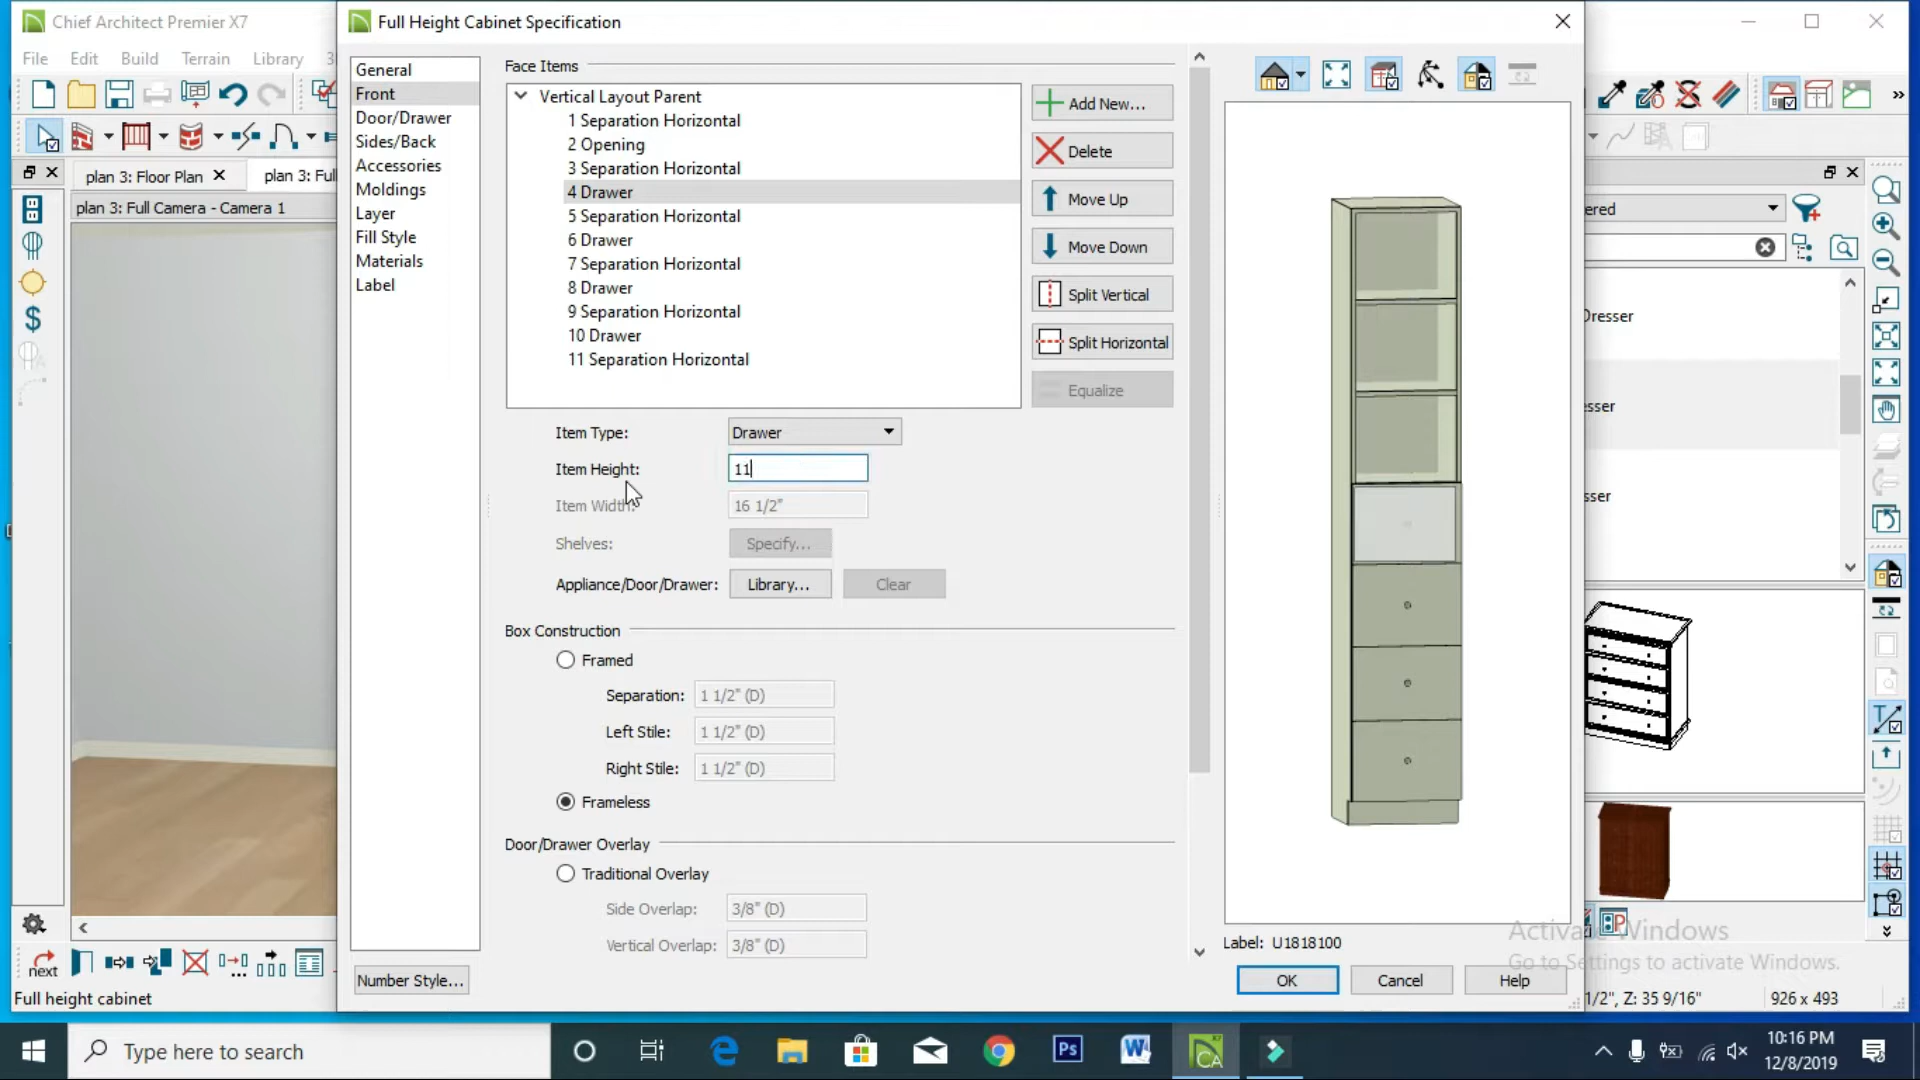 Chief Architect Premier X7
File Edit Build Terrain Library 3
plan 3: Floor Plan
plan 3: Ful
plan 3: Full Camera - Camera 1
Full Height Cabinet Specification
General
Front
Door/Drawer
Sides/Back
Accessories
Moldings
Layer
Fill Style
Materials
Label
Face Items
Vertical Layout Parent
1 Separation Horizontal
2 Opening
3 Separation Horizontal
4 Drawer
5 Separation Horizontal
6 Drawer
7 Separation Horizontal
8 Drawer
9 Separation Horizontal
10 Drawer
11 Separation Horizontal
Add New...
Delete
Move Up
Move Down
Split Vertical
Split Horizontal
Equalize
Item Type: Drawer
Item Height: 11
Item Width: 16 1/2"
Shelves: Specify...
Appliance/Door/Drawer: Library... Clear
Box Construction
Framed
Separation: 1 1/2" (D)
Left Stile: 1 1/2" (D)
Right Stile: 1 1/2" (D)
Frameless
Door/Drawer Overlay
Traditional Overlay
Side Overlap: 3/8" (D)
Vertical Overlap: 3/8" (D)
Number Style...
Label: U1818100
OK Cancel Help
ered
Dresser
esser
sser
Activate Windows
Go to Settings to activate Windows.
next
Full height cabinet
1/2", Z: 35 9/16" 926 x 493
Type here to search
Ps
W
X7
CA
10:16 PM
12/8/2019